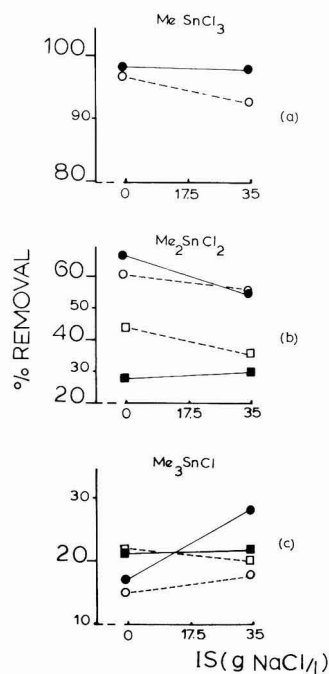 Me SnCl3
100
90
80
0 17.5 35
(a)
Me2SnCl2
60
50
40
30
20
0 17.5 35
(b)
% REMOVAL
Me3SnCl
30
20
10
0 17.5 35
(c)
IS(g NaCl/l)